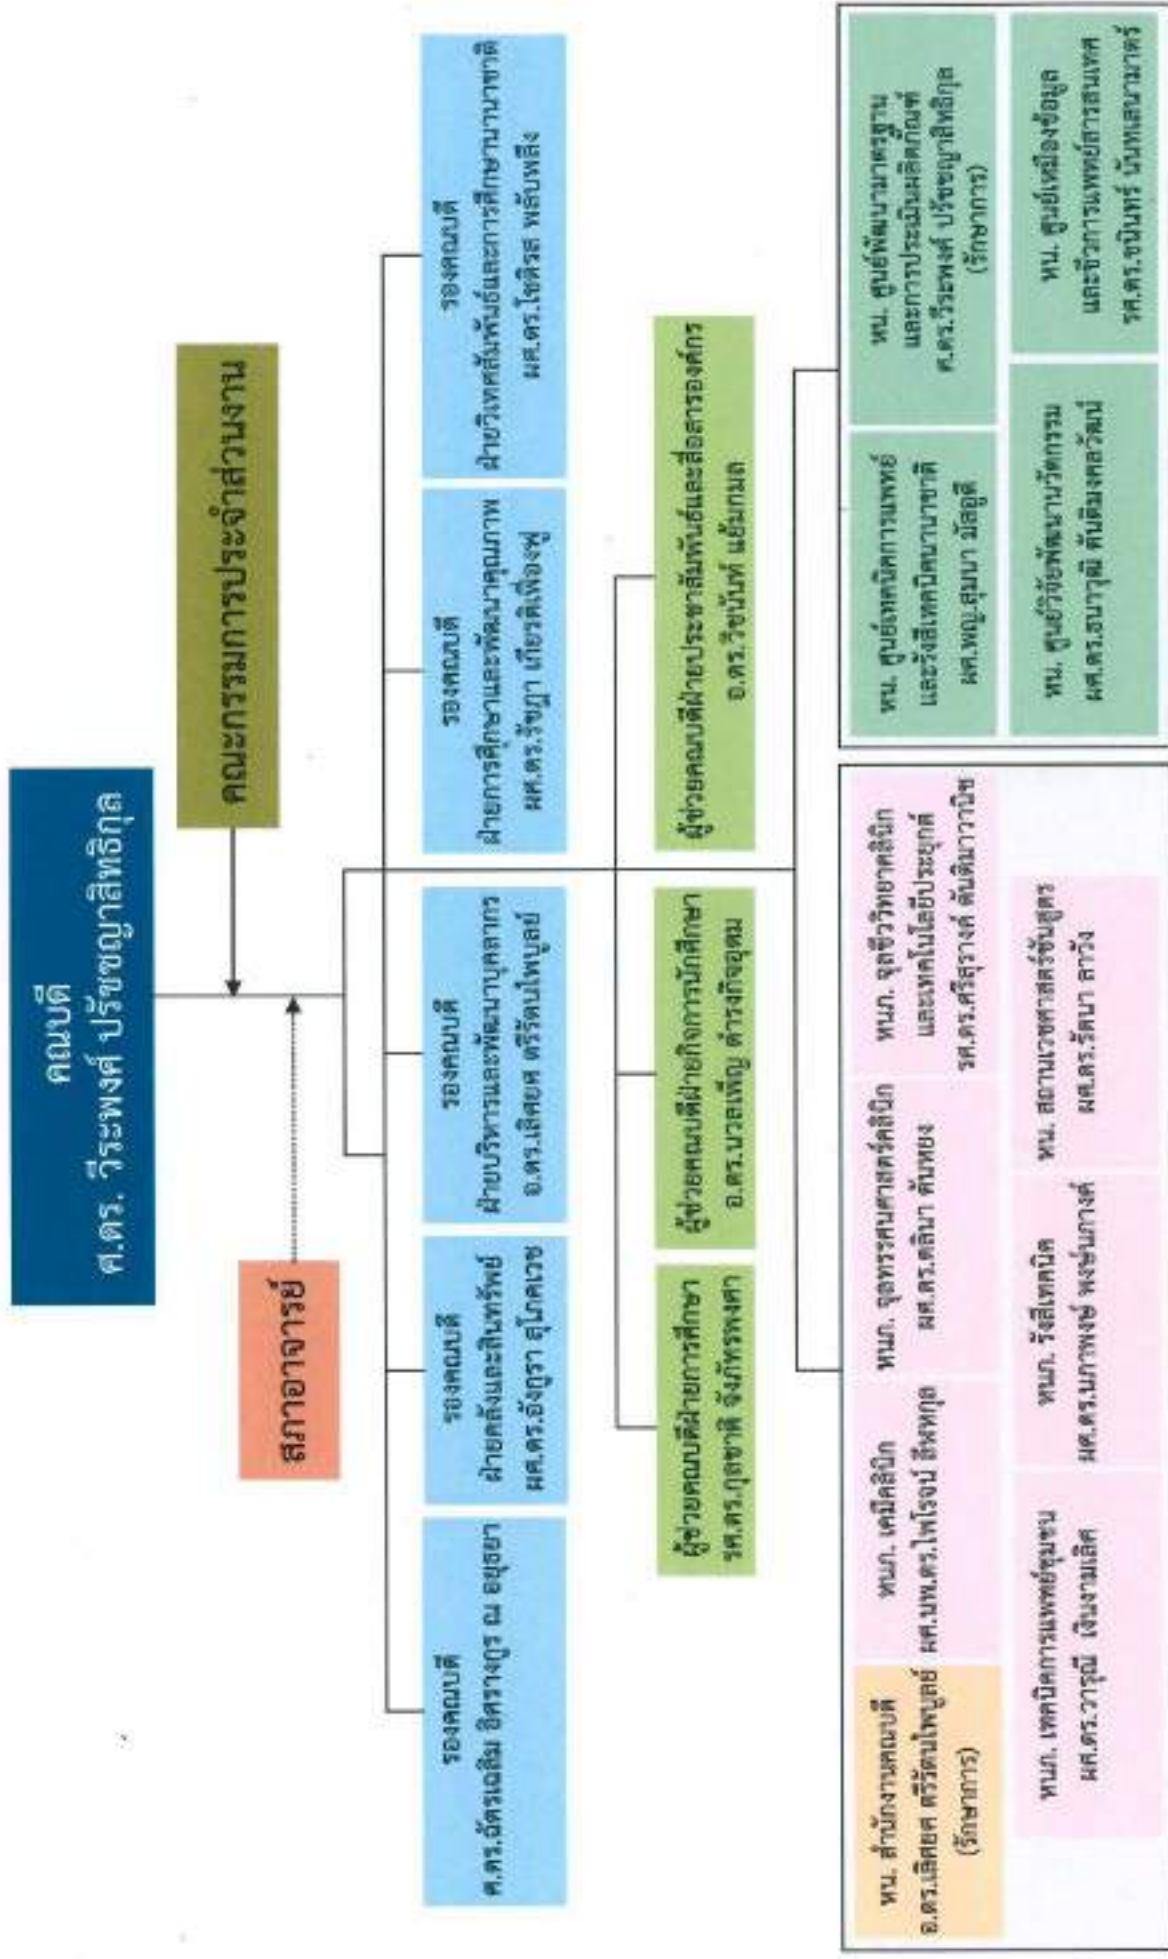 คณบดี
ศ.ดร. วีระพงศ์ ปรัชชญาสิทธิกุล
คณะกรรมการประจำส่วนงาน
สภาอาจารย์
รองคณบดี
ศ.ดร.ฉัตรเฉลิม อิศรางกูร ณ อยุธยา
รองคณบดี
ฝ่ายคลังและสินทรัพย์
ผศ.ดร.อังกูรา สุโภคเวช
รองคณบดี
ฝ่ายบริหารและพัฒนาบุคลากร
อ.ดร.เลิศยศ ตรีรัตนไพบูลย์
รองคณบดี
ฝ่ายการศึกษาและพัฒนาคุณภาพ
ผศ.ดร.รัชฎา เกียรติเฟื่องฟู
รองคณบดี
ฝ่ายวิเทศสัมพันธ์และการศึกษานานาชาติ
ผศ.ดร.โชติรส พลับพลึง
ผู้ช่วยคณบดีฝ่ายการศึกษา
รศ.ดร.กุลชาติ จังภัทรพงศา
ผู้ช่วยคณบดีฝ่ายกิจการนักศึกษา
อ.ดร.นวลเพ็ญ ดำรงกิจอุดม
ผู้ช่วยคณบดีฝ่ายประชาสัมพันธ์และสื่อสารองค์กร
อ.ดร.วิชนันท์ แย้มกมล
หน. สำนักงานคณบดี
อ.ดร.เลิศยศ ตรีรัตนไพบูลย์
(รักษาการ)
หนภ. เคมีคลินิก
ผศ.นพ.ดร.ไพโรจน์ ลีฬหกุล
หนภ. จุลทรรศนศาสตร์คลินิก
ผศ.ดร.ดลินา ตันหยง
หนภ. จุลชีววิทยาคลินิก
และเทคโนโลยีประยุกต์
รศ.ดร.ศรีสุรางค์ ตันติมาวานิช
หนภ. เทคนิคการแพทย์ชุมชน
ผศ.ดร.วารุณี เงินงามเลิศ
หนภ. รังสีเทคนิค
ผศ.ดร.นภาพงษ์ พงษ์นภางค์
หน. สถานเวชศาสตร์ชันสูตร
ผศ.ดร.รัตนา ลาวัง
หน. ศูนย์เทคนิคการแพทย์
และรังสีเทคนิคนานาชาติ
ผศ.พญ.สุมนา มัสอูดี
หน. ศูนย์พัฒนามาตรฐาน
และการประเมินผลิตภัณฑ์
ศ.ดร.วีระพงศ์ ปรัชชญาสิทธิกุล
(รักษาการ)
หน. ศูนย์วิจัยพัฒนานวัตกรรม
ผศ.ดร.ธนาวุฒิ ตันติมงคลวัฒน์
หน. ศูนย์เหมืองข้อมูล
และชีวการแพทย์สารสนเทศ
รศ.ดร.ชนินทร์ นันทเสนามาตร์